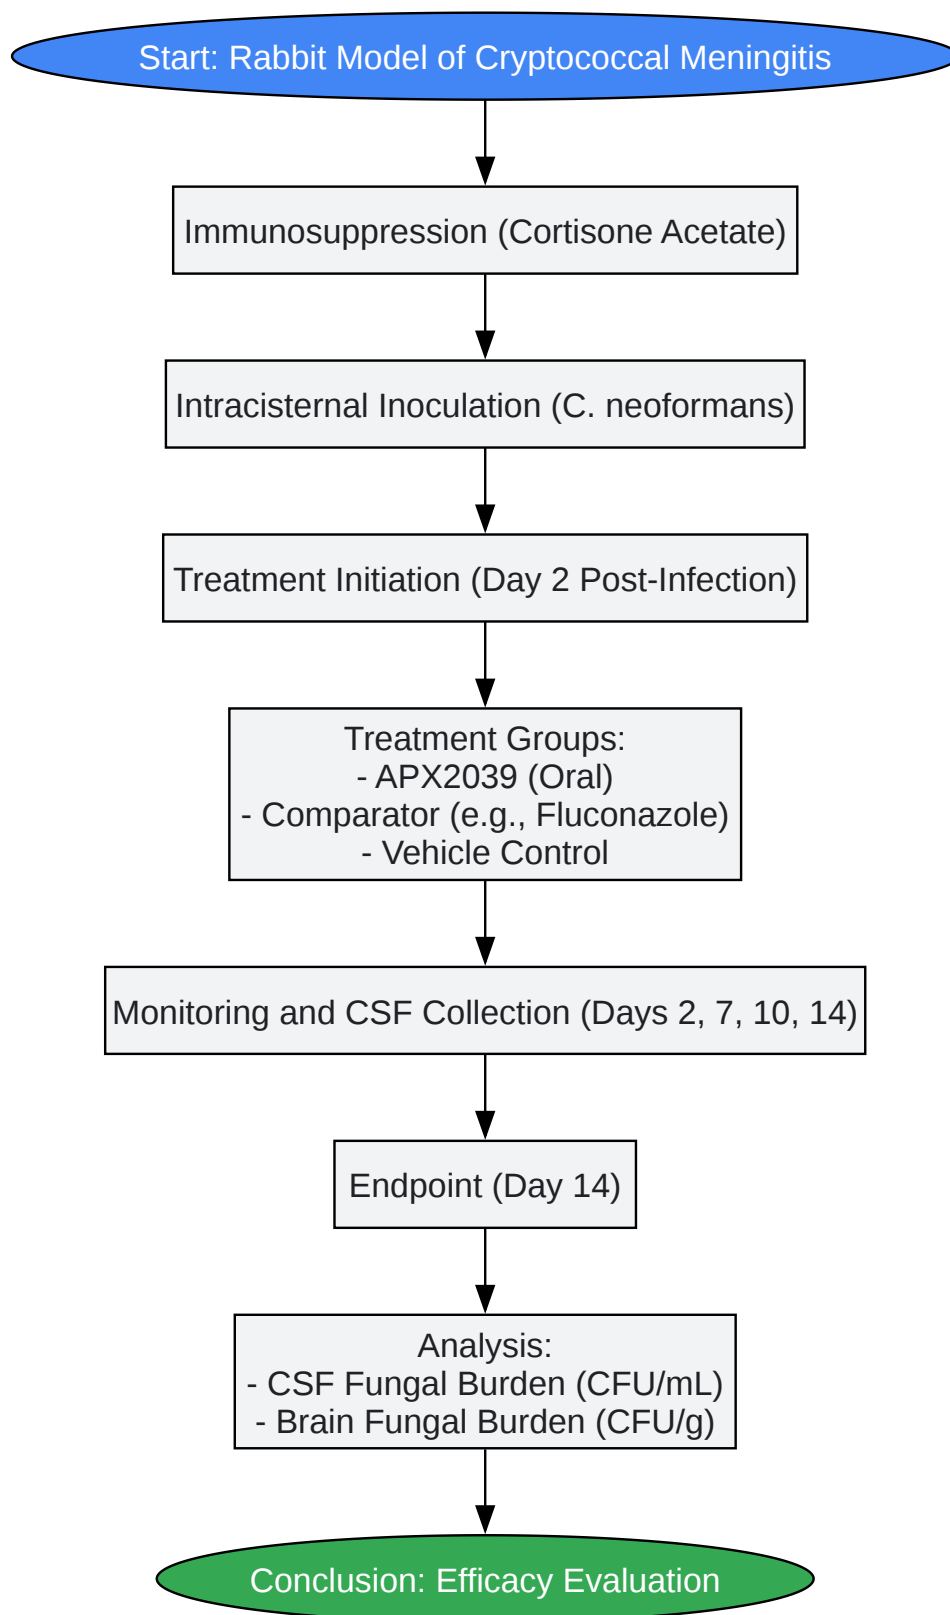 Start: Rabbit Model of Cryptococcal Meningitis
Immunosuppression (Cortisone Acetate)
Intracisternal Inoculation (C. neoformans)
Treatment Initiation (Day 2 Post-Infection)
Treatment Groups:
- APX2039 (Oral)
- Comparator (e.g., Fluconazole)
- Vehicle Control
Monitoring and CSF Collection (Days 2, 7, 10, 14)
Endpoint (Day 14)
Analysis:
- CSF Fungal Burden (CFU/mL)
- Brain Fungal Burden (CFU/g)
Conclusion: Efficacy Evaluation